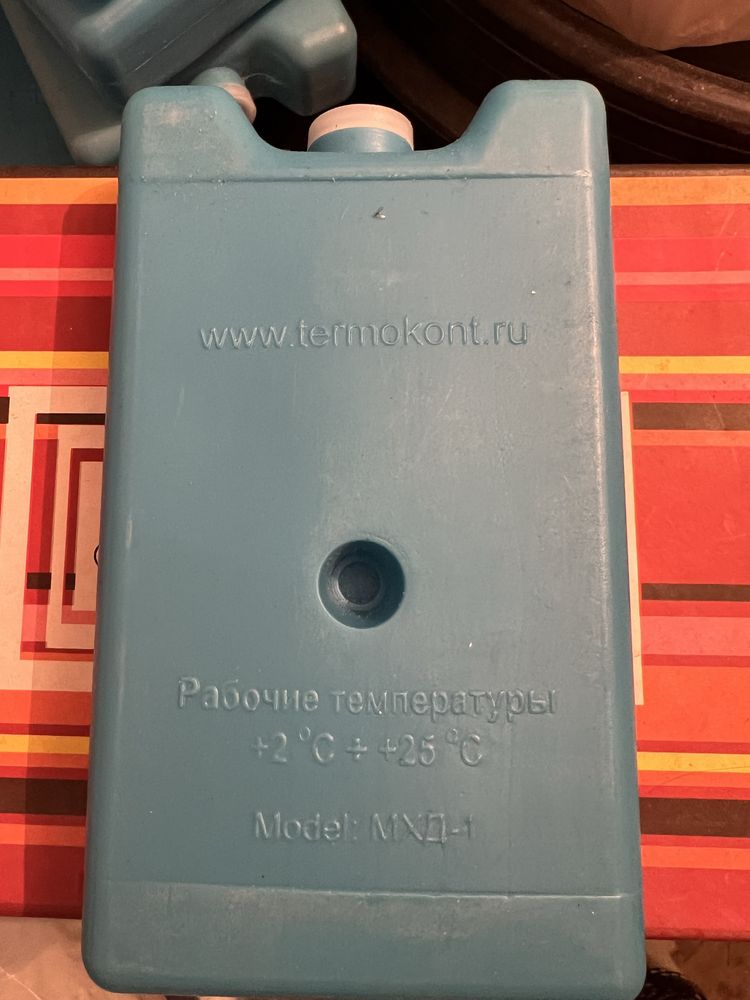 www.termokont.ru
Рабочие температуры
+2 °C ÷ +25 °C
Model: МХД-1